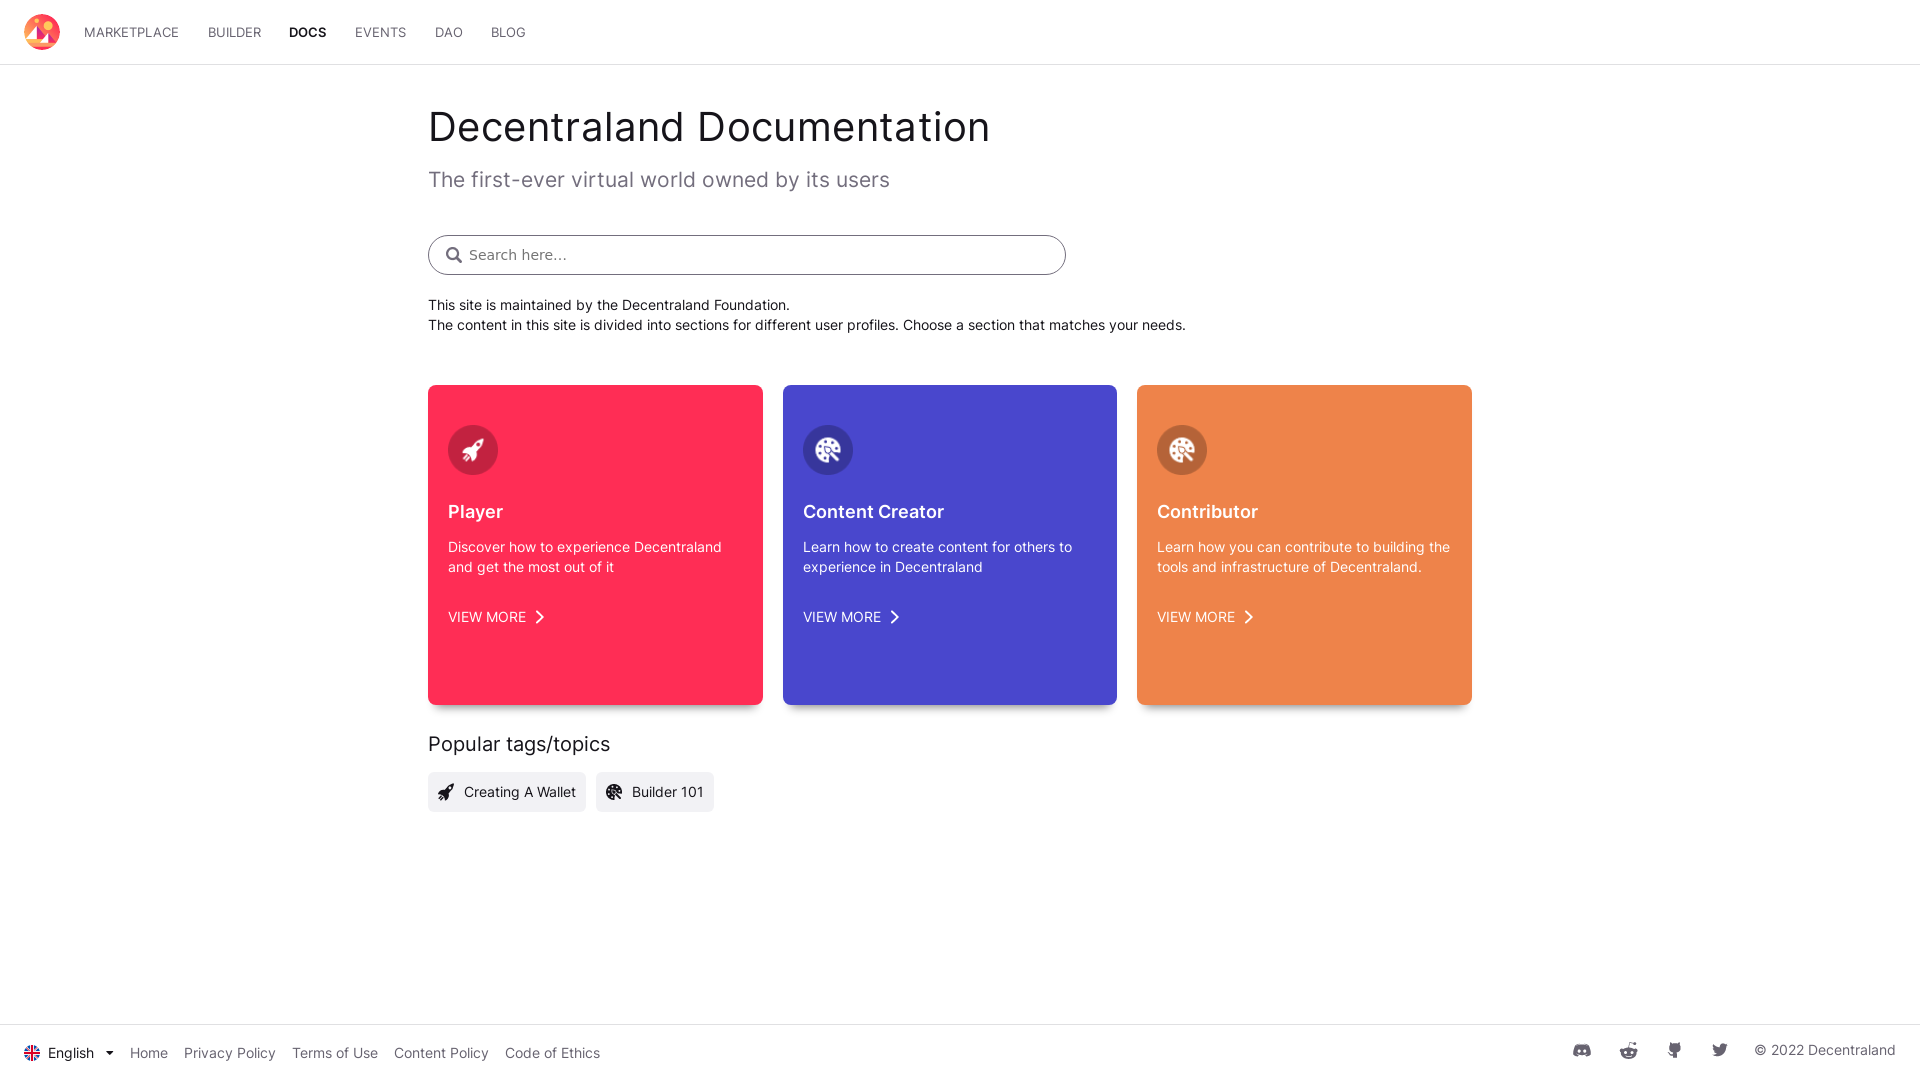 MARKETPLACE BUILDER DOCS EVENTS DAO BLOG
Decentraland Documentation
The first-ever virtual world owned by its users
Search here...
This site is maintained by the Decentraland Foundation.
The content in this site is divided into sections for different user profiles. Choose a section that matches your needs.
Player
Discover how to experience Decentraland
and get the most out of it
VIEW MORE
Content Creator
Learn how to create content for others to
experience in Decentraland
VIEW MORE
Contributor
Learn how you can contribute to building the
tools and infrastructure of Decentraland.
VIEW MORE
Popular tags/topics
Creating A Wallet
Builder 101
English Home Privacy Policy Terms of Use Content Policy Code of Ethics
© 2022 Decentraland